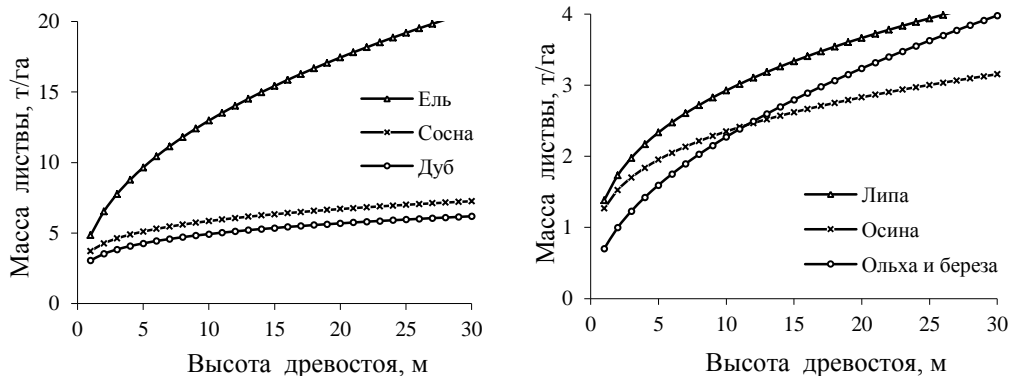 Масса листвы, т/га
20
15
10
5
0
Ель
Сосна
Дуб
0 5 10 15 20 25 30
Высота древостоя, м
Масса листвы, т/га
4
3
2
1
0
Липа
Осина
Ольха и береза
0 5 10 15 20 25 30
Высота древостоя, м